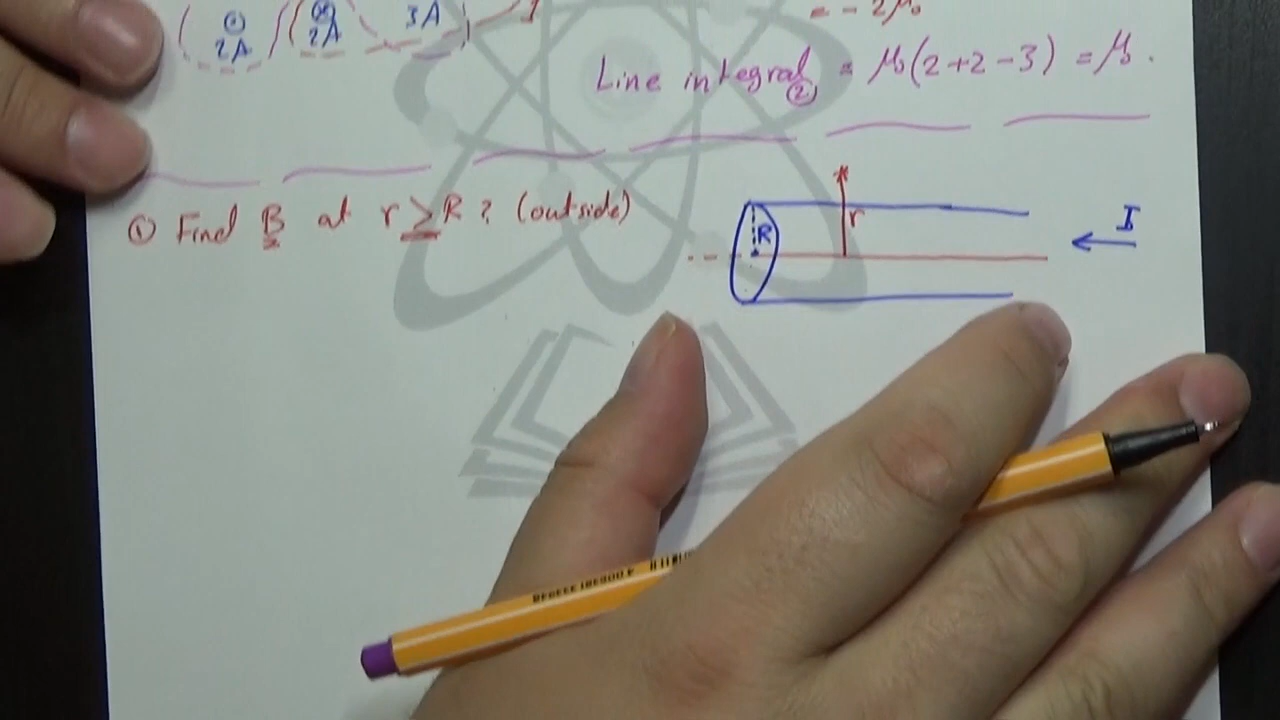 2A 2A 3A I
= - 2μ₀
Line integral② = μ₀(2+2-3) = μ₀.
① Find B at r ≥ R ? (outside)
r
R
I